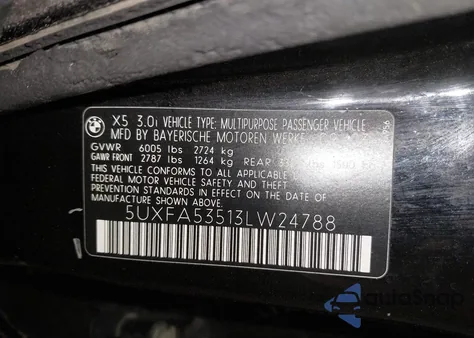 BMW
X5 3.0i VEHICLE TYPE: MULTIPURPOSE PASSENGER VEHICLE
MFD BY BAYERISCHE MOTOREN WERKE
GVWR 6005 lbs 2724 kg
GAWR FRONT 2787 lbs 1264 kg REAR
THIS VEHICLE CONFORMS TO ALL APPLICABLE
FEDERAL MOTOR VEHICLE SAFETY AND THEFT
PREVENTION STANDARDS IN EFFECT ON THE DATE OF
MANUFACTURE SHOWN ABOVE.
5UXFA53513LW24788
autoSnap